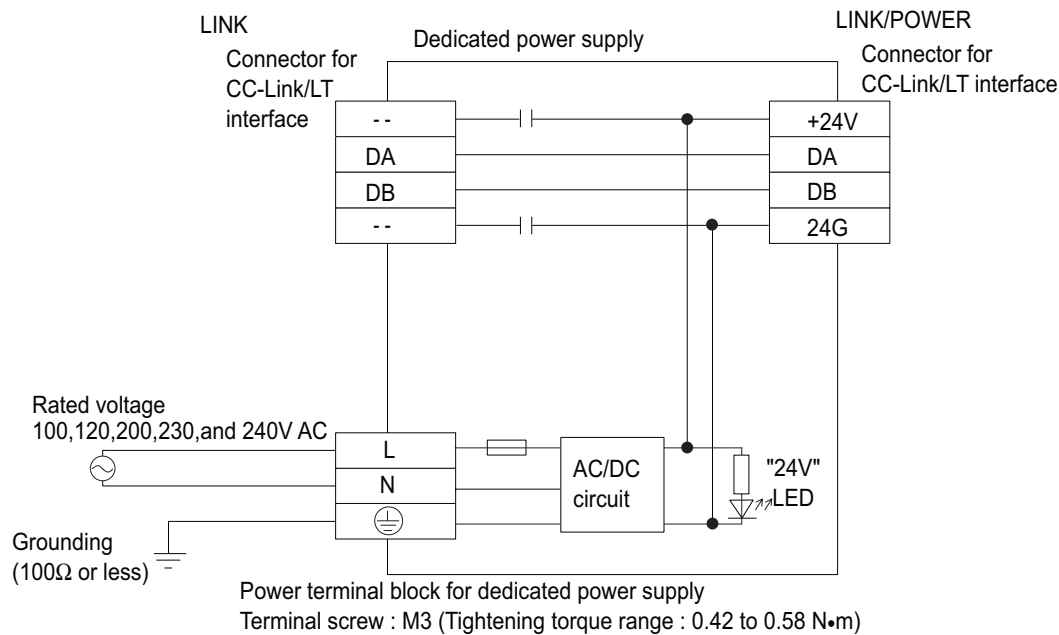 LINK
Connector for
CC-Link/LT
interface
Dedicated power supply
LINK/POWER
Connector for
CC-Link/LT interface
- -
DA
DB
- -
+24V
DA
DB
24G
Rated voltage
100,120,200,230,and 240V AC
L
N
AC/DC
circuit
"24V"
LED
Grounding
(100Ω or less)
Power terminal block for dedicated power supply
Terminal screw : M3 (Tightening torque range : 0.42 to 0.58 N•m)